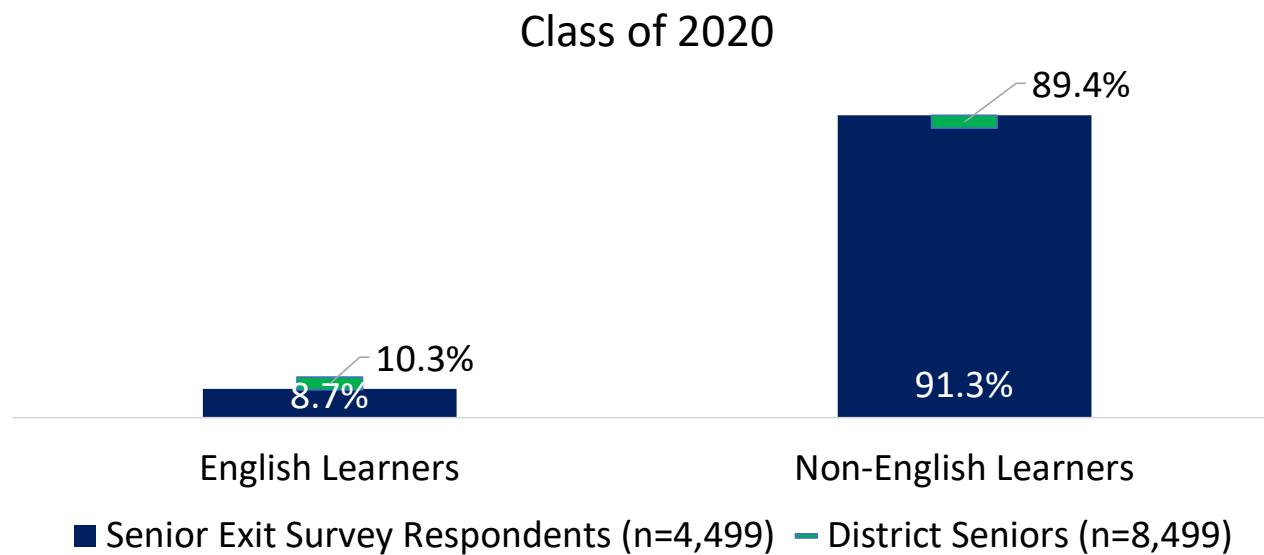 Class of 2020
89.4%
10.3%
8.7%
91.3%
English Learners
Non-English Learners
Senior Exit Survey Respondents (n=4,499)
District Seniors (n=8,499)